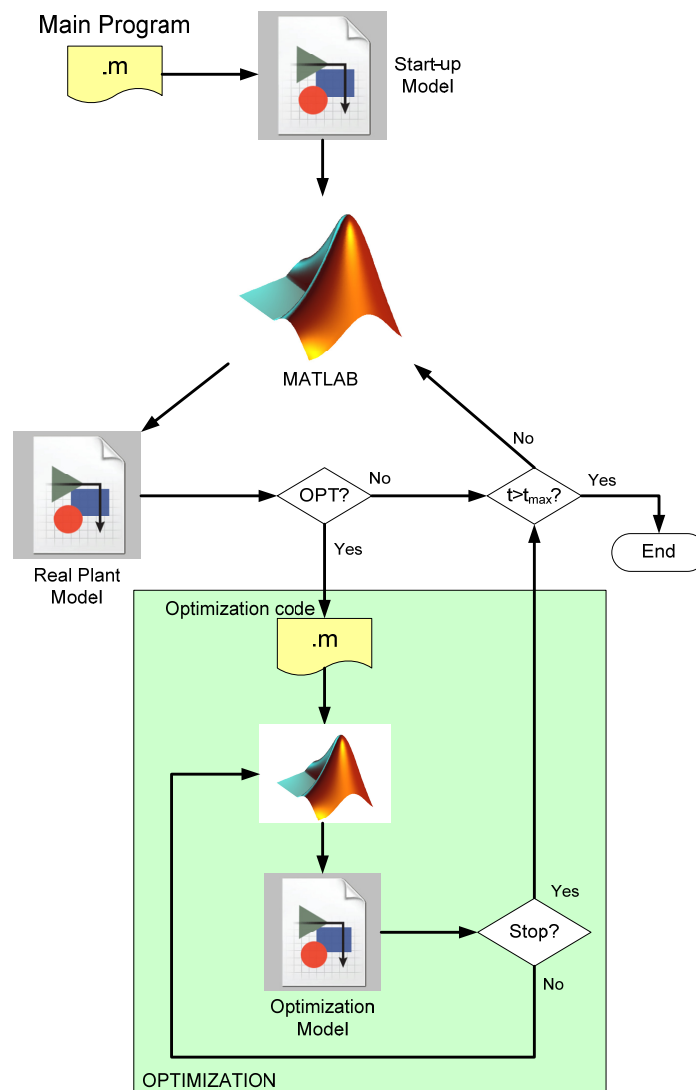 Main Program
.m
Start-up
Model
MATLAB
No
OPT?
No
t>tmax?
Yes
End
Yes
Real Plant
Model
Optimization code
.m
Yes
Stop?
No
Optimization
Model
OPTIMIZATION